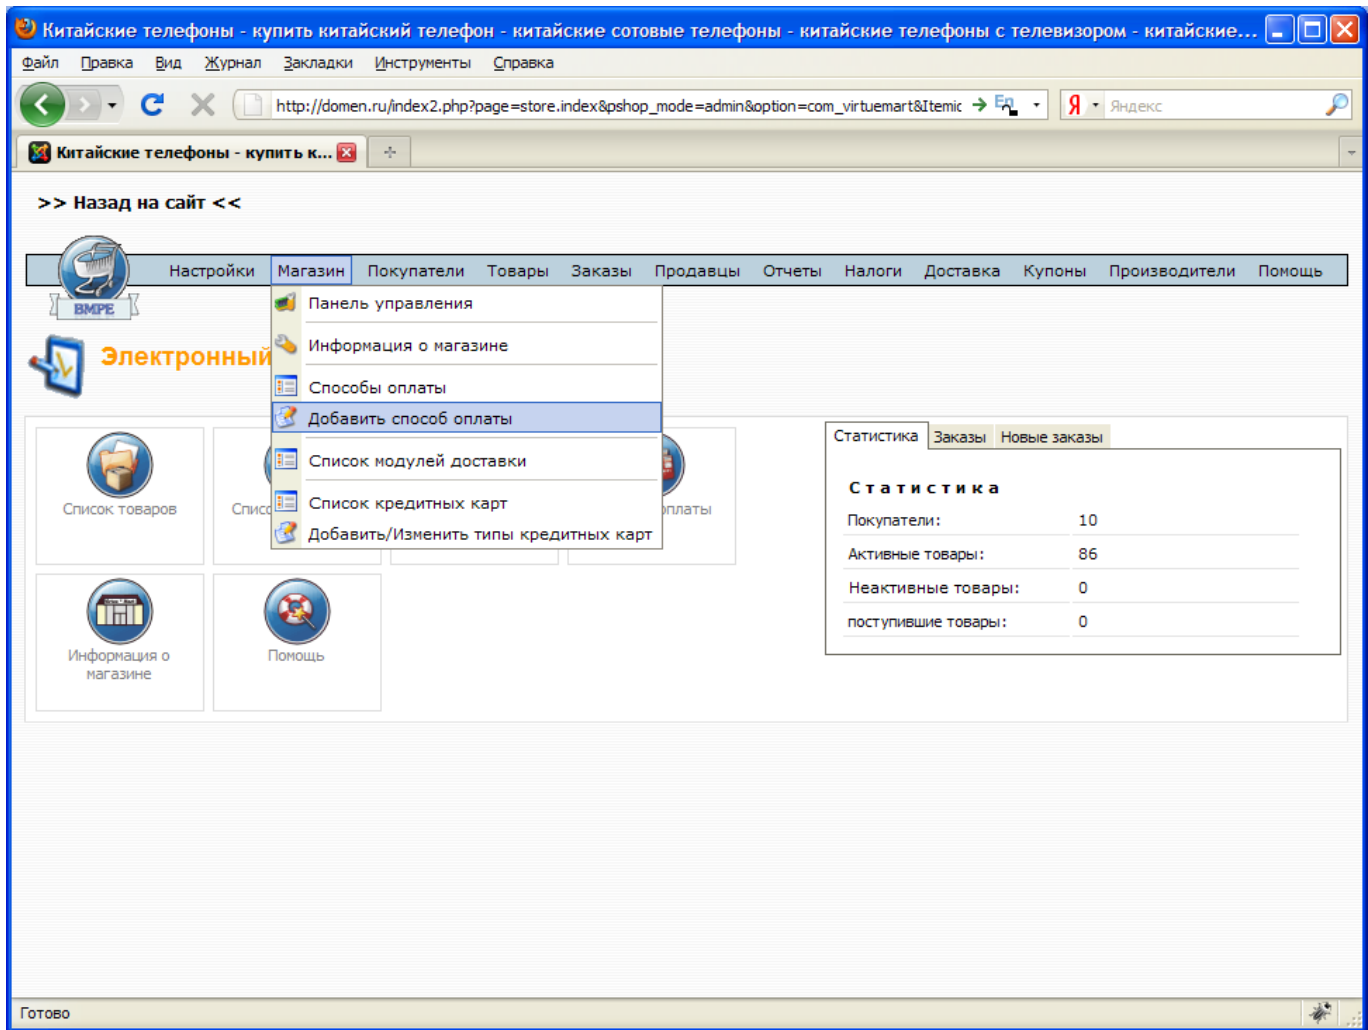 Китайские телефоны - купить китайский телефон - китайские сотовые телефоны - китайские телефоны с телевизором - китайские...
Файл Правка Вид Журнал Закладки Инструменты Справка
http://domen.ru/index2.php?page=store.index&pshop_mode=admin&option=com_virtuemart&Itemic
Я Яндекс
Китайские телефоны - купить к...
>> Назад на сайт <<
Настройки Магазин Покупатели Товары Заказы Продавцы Отчеты Налоги Доставка Купоны Производители Помощь
BMPE
Панель управления
Информация о магазине
Способы оплаты
Добавить способ оплаты
Список модулей доставки
Список кредитных карт
Добавить/Изменить типы кредитных карт
Электронный
Список товаров
оплаты
Информация о
магазине
Помощь
Статистика Заказы Новые заказы
Статистика
Покупатели: 10
Активные товары: 86
Неактивные товары: 0
поступившие товары: 0
Готово